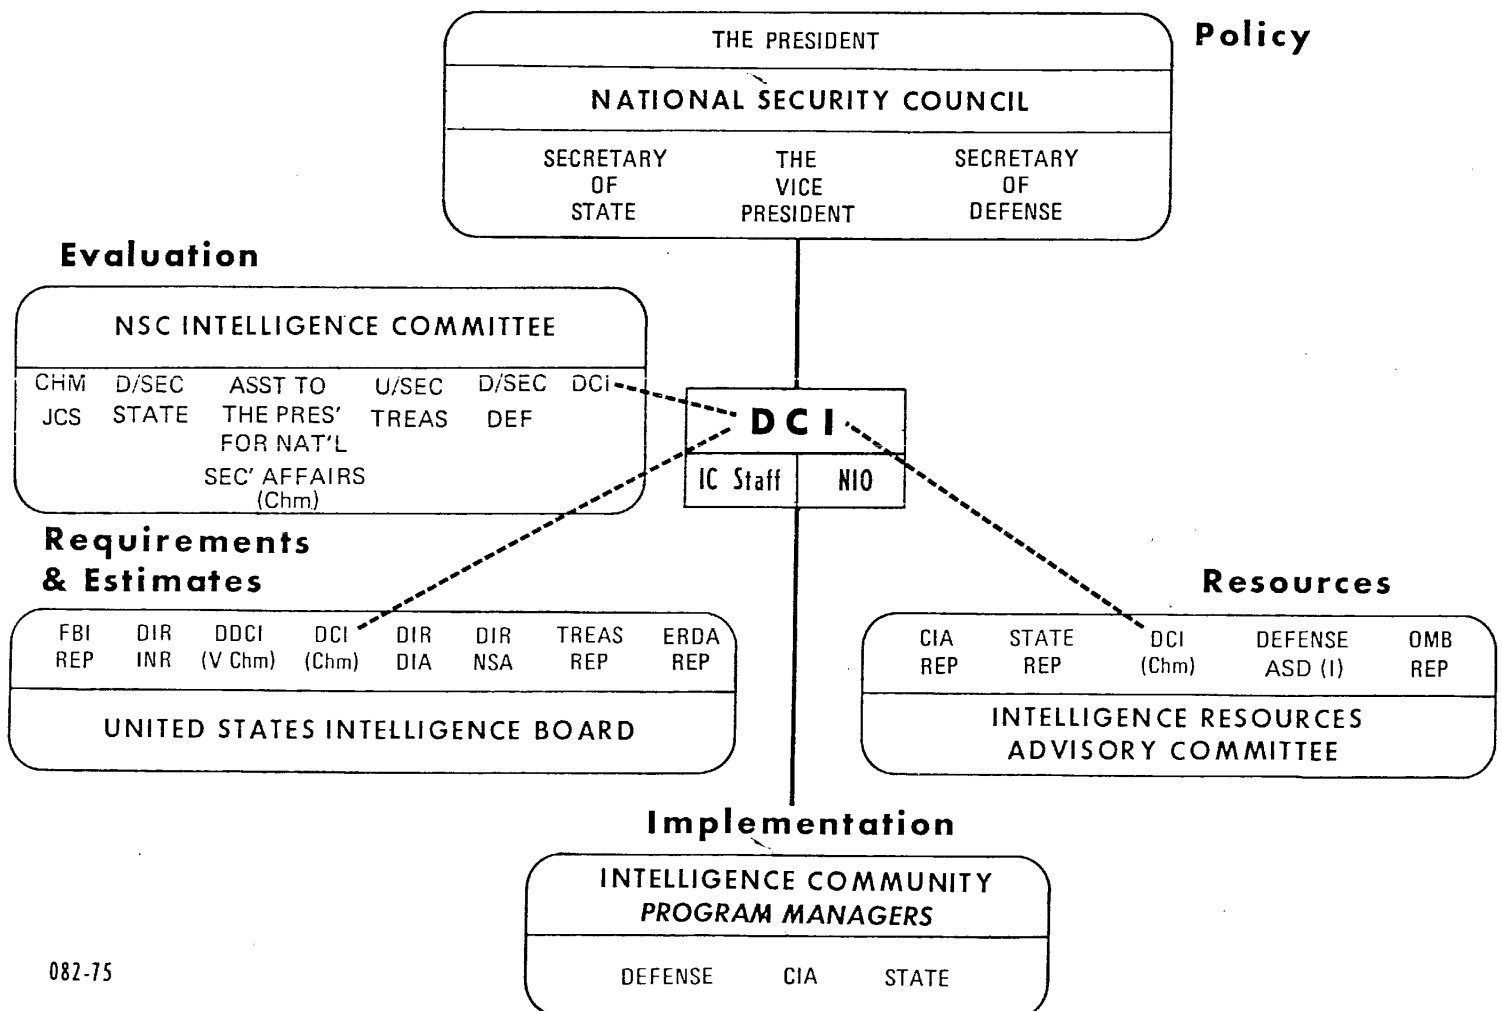 Policy
THE PRESIDENT
NATIONAL SECURITY COUNCIL
SECRETARY OF STATE
THE VICE PRESIDENT
SECRETARY OF DEFENSE
Evaluation
NSC INTELLIGENCE COMMITTEE
CHM JCS
D/SEC STATE
ASST TO THE PRES' FOR NAT'L SEC' AFFAIRS (Chm)
U/SEC TREAS
D/SEC DEF
DCI
DCI
IC Staff
NIO
Requirements
& Estimates
FBI REP
DIR INR
DDCI (V Chm)
DCI (Chm)
DIR DIA
DIR NSA
TREAS REP
ERDA REP
UNITED STATES INTELLIGENCE BOARD
Resources
CIA REP
STATE REP
DCI (Chm)
DEFENSE ASD (I)
OMB REP
INTELLIGENCE RESOURCES
ADVISORY COMMITTEE
Implementation
INTELLIGENCE COMMUNITY
PROGRAM MANAGERS
DEFENSE CIA STATE
082-75